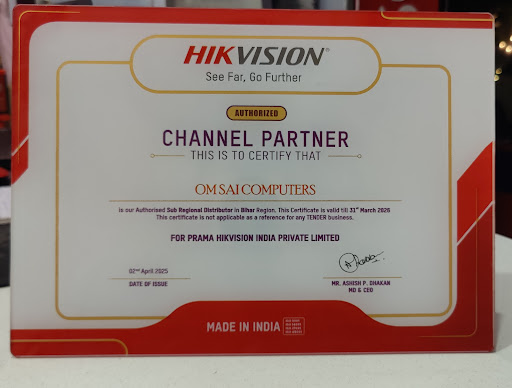 HIKVISION
See Far, Go Further
AUTHORIZED
CHANNEL PARTNER
THIS IS TO CERTIFY THAT
OM SAI COMPUTERS
is our Authorised Sub Regional Distributor in Bihar Region. This Certificate is valid till 31st March 2026
This certificate is not applicable as a reference for any TENDER business.
FOR PRAMA HIKVISION INDIA PRIVATE LIMITED
02nd April 2025
DATE OF ISSUE
MR. ASHISH P. DHAKAN
MD & CEO
MADE IN INDIA